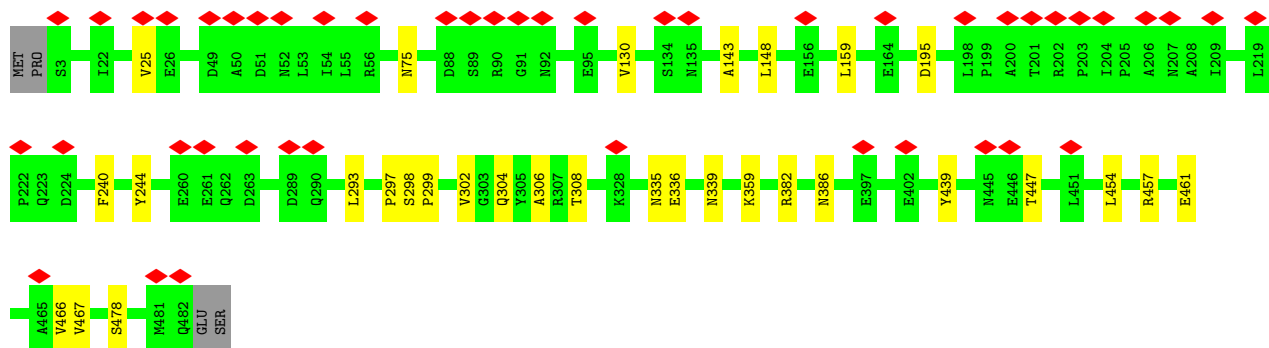 MET PRO S3 I22 V25 E26 D49 A50 D51 N52 L53 I54 L55 R56 N75 D88 S89 R90 G91 N92 E95 V130 S134 N135 A143 L148 E156 L159 E164 D195 L198 P199 A200 T201 R202 P203 I204 P205 A206 N207 A208 I209 L219
P222 Q223 D224 F240 Y244 E260 E261 Q262 D263 D289 Q290 L293 P297 S298 P299 V302 G303 Q304 Y305 A306 R307 T308 K328 N335 E336 N339 K359 R382 N386 E397 E402 Y439 N445 E446 T447 L451 L454 R457 E461
A465 V466 V467 S478 M481 Q482 GLU SER